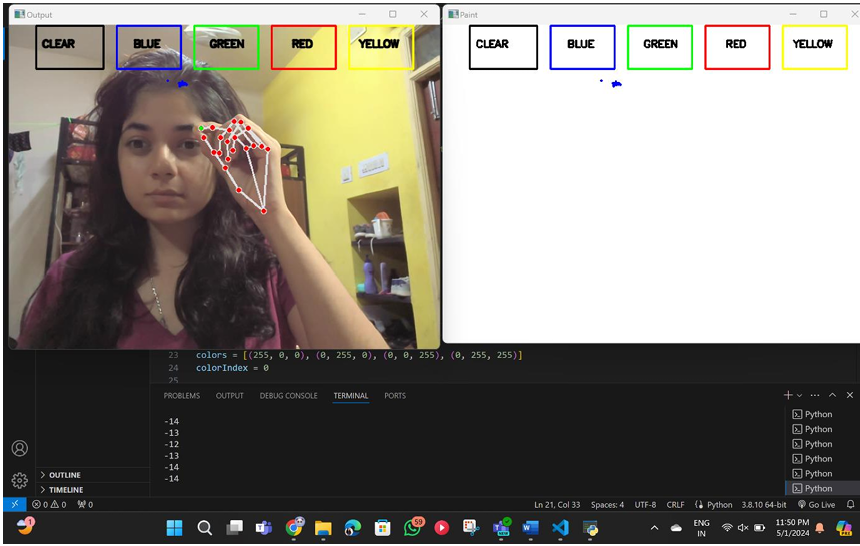 Output
Paint
CLEAR BLUE GREEN RED YELLOW
CLEAR BLUE GREEN RED YELLOW
23 colors = [(255, 0, 0), (0, 255, 0), (0, 0, 255), (0, 255, 255)]
24 colorIndex = 0
25
PROBLEMS OUTPUT DEBUG CONSOLE TERMINAL PORTS
-14
-13
-12
-13
-14
-14
Python
Python
Python
Python
Python
Python
OUTLINE
TIMELINE
0 0 0 Ln 21, Col 33 Spaces: 4 UTF-8 CRLF Python 3.8.10 64-bit Go Live
1
59
ENG
IN
11:50 PM
5/1/2024